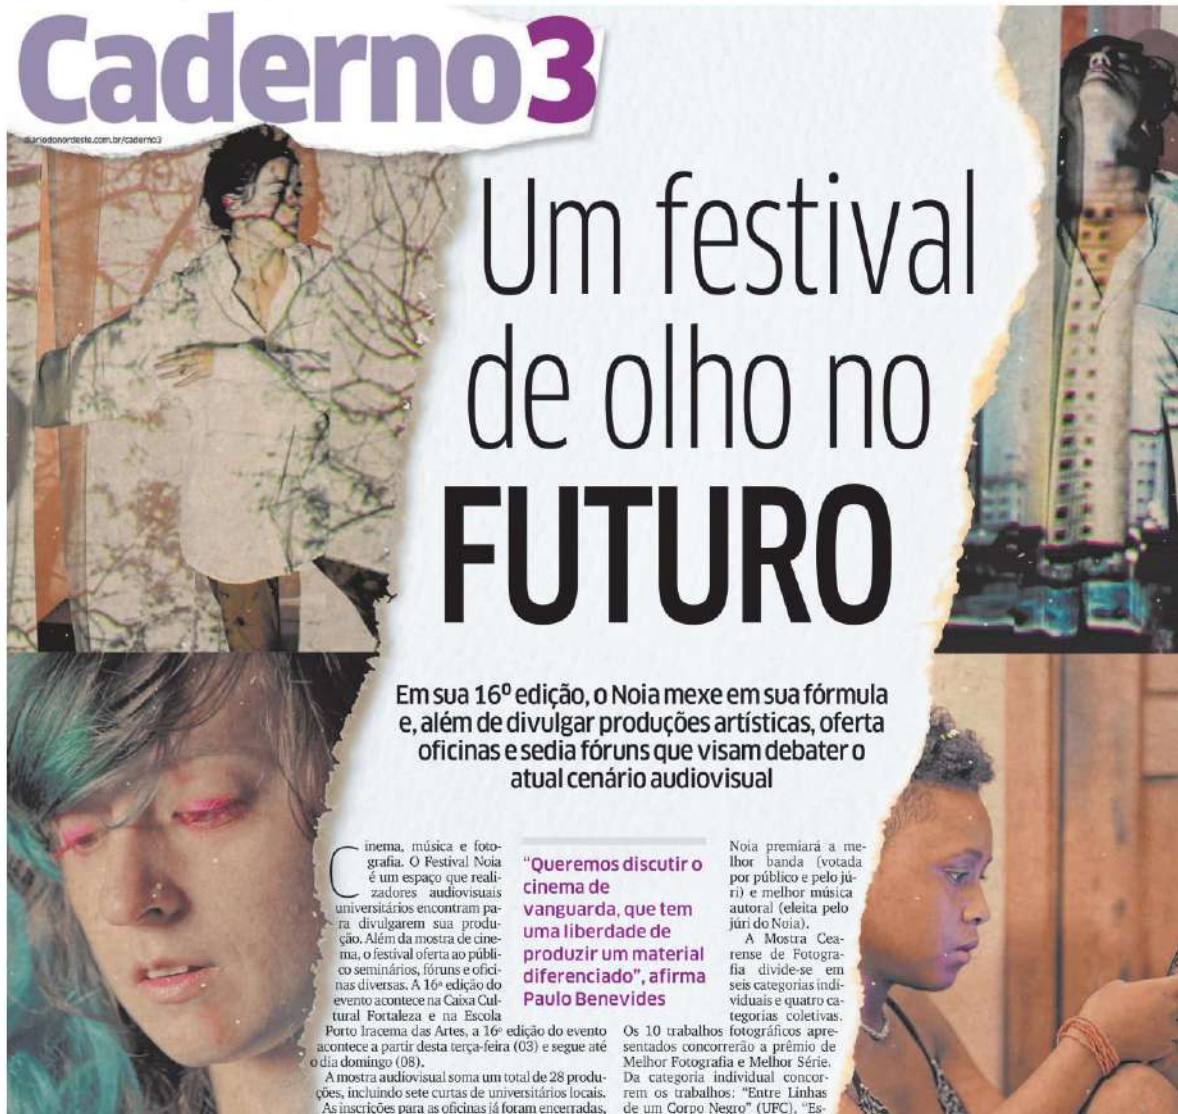 Caderno3
diariodonordeste.com.br/caderno3
Um festival
de olho no
FUTURO
Em sua 16º edição, o Noia mexe em sua fórmula
e, além de divulgar produções artísticas, oferta
oficinas e sedia fóruns que visam debater o
atual cenário audiovisual
Cinema, música e foto-
grafia. O Festival Noia
é um espaço que reali-
zadores audiovisuais
universitários encontram pa-
ra divulgarem sua produ-
ção. Além da mostra de cine-
ma, o festival oferta ao públi-
co seminários, fóruns e ofici-
nas diversas. A 16ª edição do
evento acontece na Caixa Cul-
tural Fortaleza e na Escola
Porto Iracema das Artes, a 16ª edição do evento
acontece a partir desta terça-feira (03) e segue até
o dia domingo (08).
A mostra audiovisual soma um total de 28 produ-
ções, incluindo sete curtas de universitários locais.
As inscrições para as oficinas já foram encerradas,
"Queremos discutir o
cinema de
vanguarda, que tem
uma liberdade de
produzir um material
diferenciado", afirma
Paulo Benevides
Noia premiará a me-
lhor banda (votada
por público e pelo jú-
ri) e melhor música
autoral (eleita pelo
júri do Noia).
A Mostra Cea-
rense de Fotogra-
fia divide-se em
seis categorias indi-
viduais e quatro ca-
tegorias coletivas.
Os 10 trabalhos fotográficos apre-
sentados concorrerão a prêmio de
Melhor Fotografia e Melhor Série.
Da categoria individual concor-
rem os trabalhos: "Entre Linhas
de um Corpo Negro" (UFC), "Es-